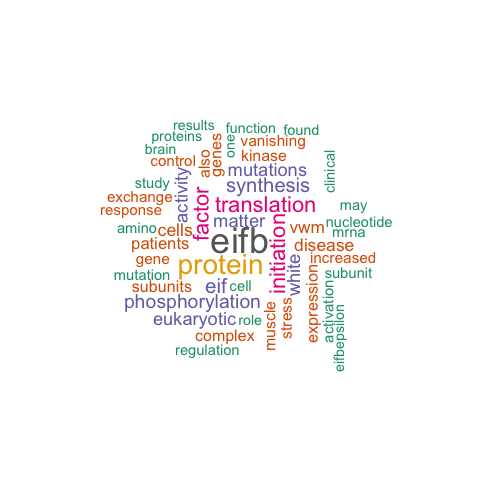 results
function
found
proteins
one
vanishing
brain
genes
also
control
kinase
clinical
study
activity
mutations
synthesis
exchange
response
factor
translation
may
amino
cells
matter
nucleotide
mrna
patients
eifb
initiation
vwm
disease
gene
protein
white
increased
mutation
subunits
eif
cell
expression
activation
subunit
phosphorylation
eukaryotic
role
muscle
stress
complex
regulation
eifbepsilon